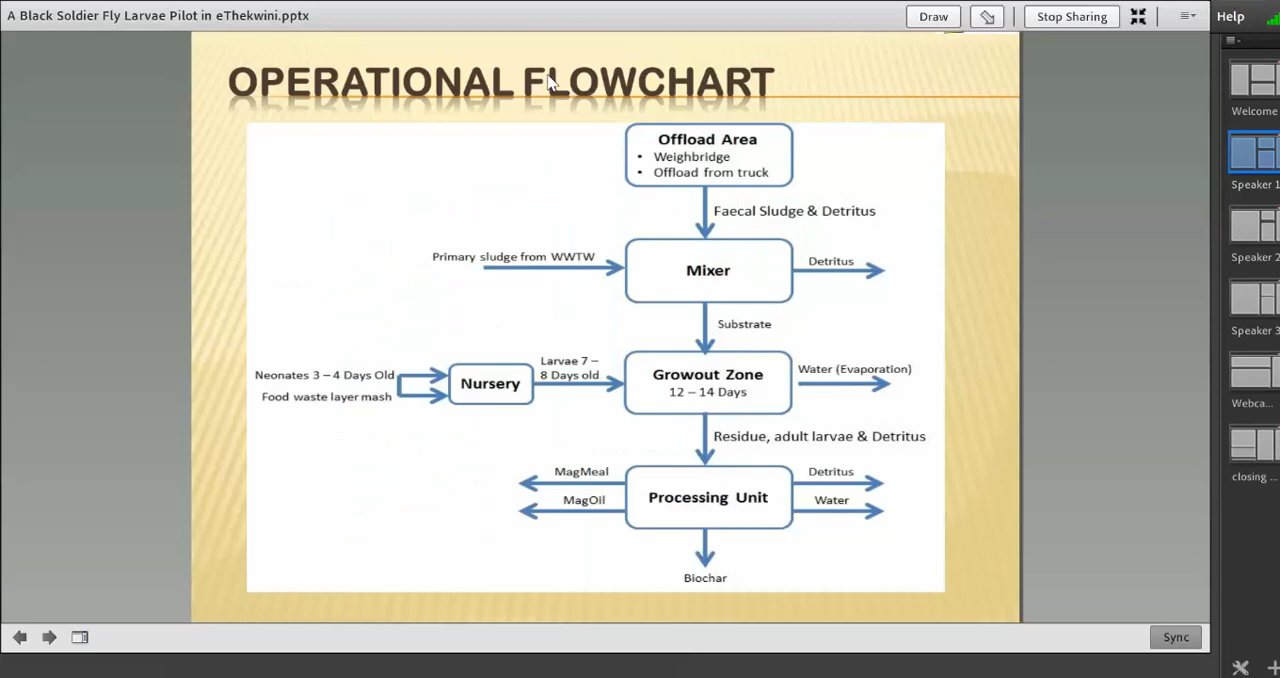 A Black Soldier Fly Larvae Pilot in eThekwini.pptx
Draw
Stop Sharing
Help
OPERATIONAL FLOWCHART
Offload Area
• Weighbridge
• Offload from truck
Faecal Sludge & Detritus
Primary sludge from WWTW
Mixer
Detritus
Substrate
Neonates 3 – 4 Days Old
Food waste layer mash
Nursery
Larvae 7 –
8 Days old
Growout Zone
12 – 14 Days
Water (Evaporation)
Residue, adult larvae & Detritus
MagMeal
MagOil
Processing Unit
Detritus
Water
Biochar
Welcome
Speaker 1
Speaker 2
Speaker 3
Webca...
closing ...
Sync